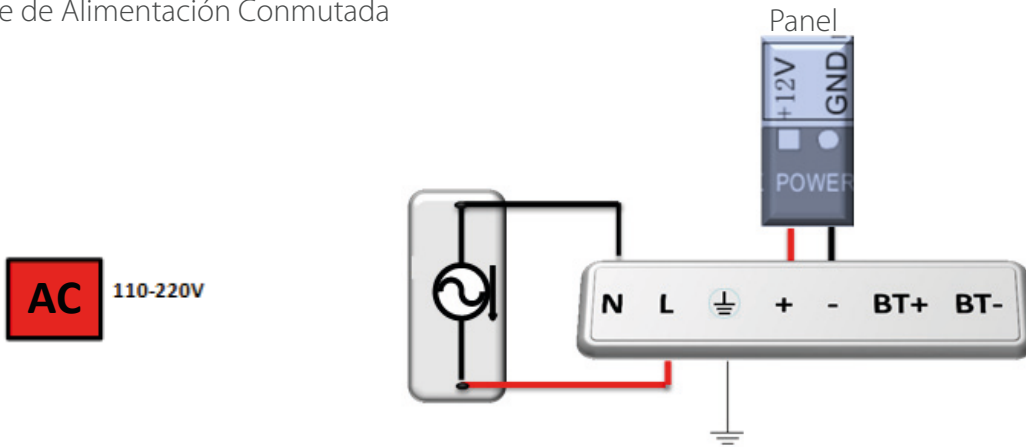 de Alimentación Conmutada
Panel
+12V
GND
POWER
AC
110-220V
N L + - BT+ BT-